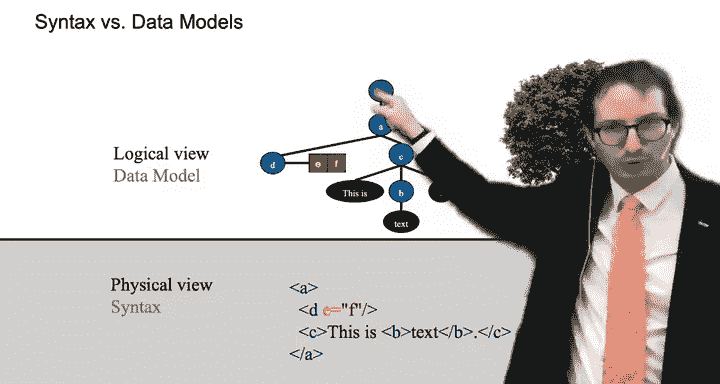 Syntax vs. Data Models
Logical view
Data Model
a
d
e f
c
This is
b
text
Physical view
Syntax
<a>
<d e="f"/>
<c>This is <b>text</b>.</c>
</a>